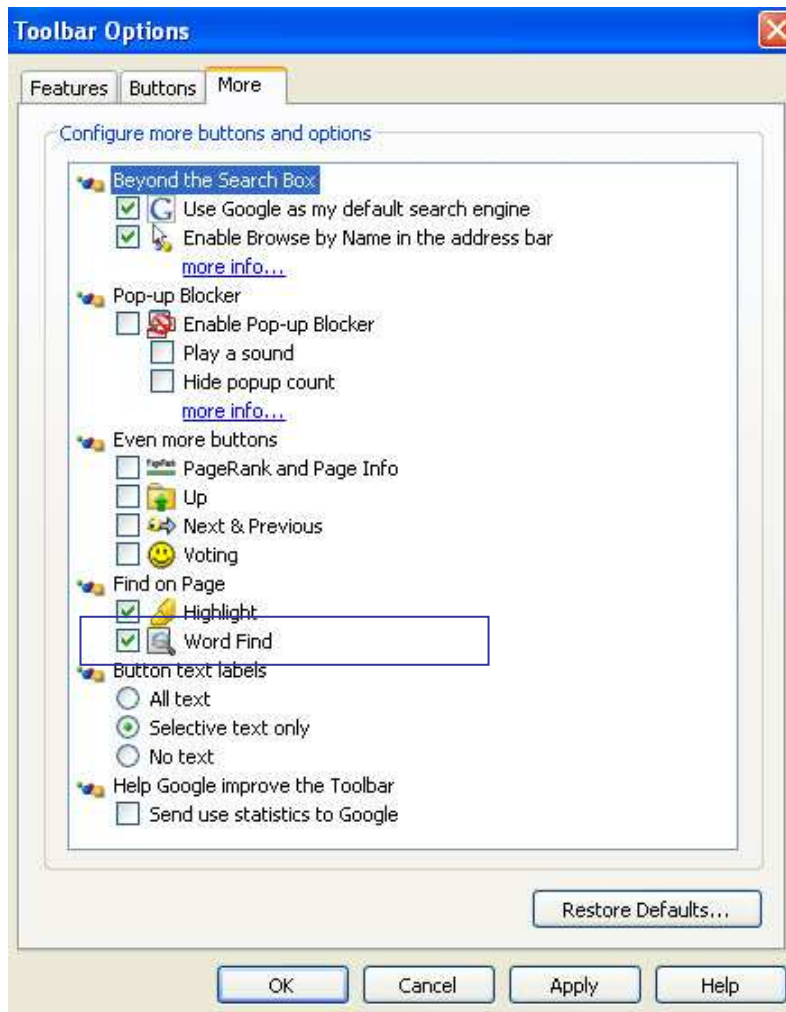 Toolbar Options
Features Buttons More
Configure more buttons and options
Beyond the Search Box
Use Google as my default search engine
Enable Browse by Name in the address bar
more info...
Pop-up Blocker
Enable Pop-up Blocker
Play a sound
Hide popup count
more info...
Even more buttons
PageRank and Page Info
Up
Next & Previous
Voting
Find on Page
Highlight
Word Find
Button text labels
All text
Selective text only
No text
Help Google improve the Toolbar
Send use statistics to Google
Restore Defaults...
OK Cancel Apply Help